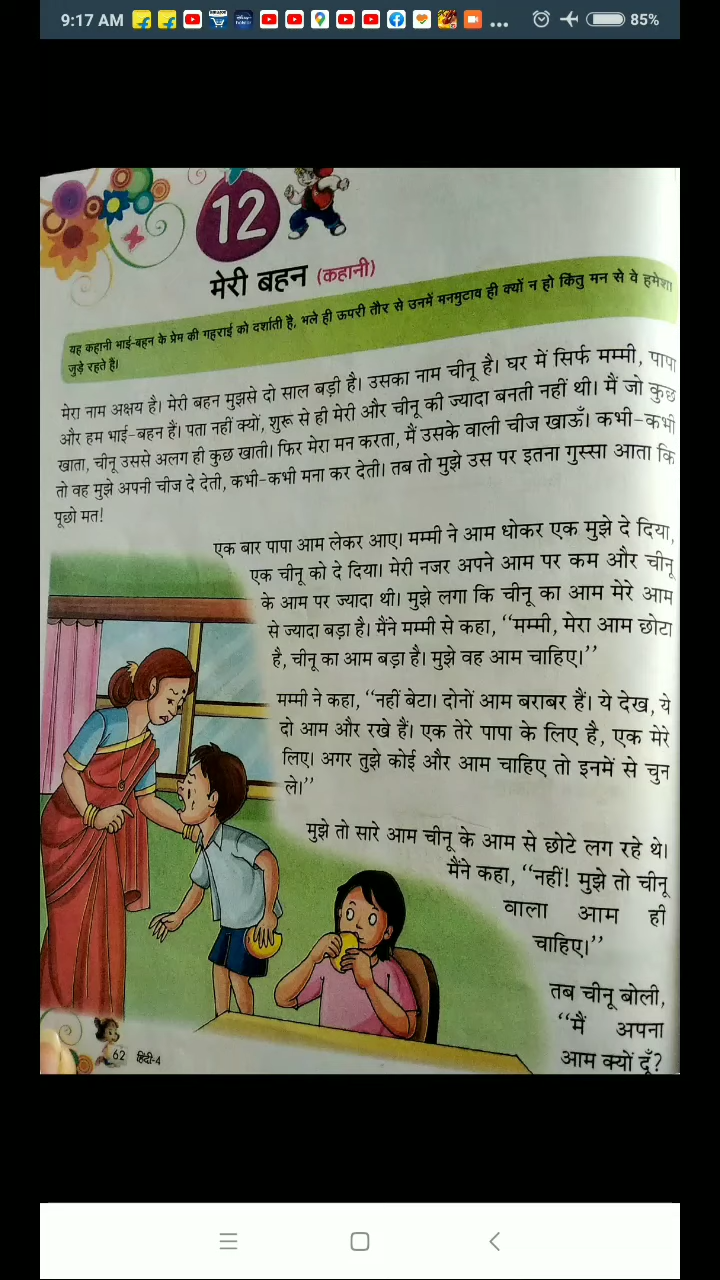 9:17 AM
85%
12
मेरी बहन (कहानी)
यह कहानी भाई-बहन के प्रेम की गहराई को दर्शाती है, भले ही ऊपरी तौर से उनमें मनमुटाव ही क्यों न हो किंतु मन से वे हमेशा
जुड़े रहते हैं।
मेरा नाम अक्षय है। मेरी बहन मुझसे दो साल बड़ी है। उसका नाम चीनू है। घर में सिर्फ मम्मी, पापा
और हम भाई-बहन हैं। पता नहीं क्यों, शुरू से ही मेरी और चीनू की ज्यादा बनती नहीं थी। मैं जो कुछ
खाता, चीनू उससे अलग ही कुछ खाती। फिर मेरा मन करता, मैं उसके वाली चीज खाऊँ। कभी-कभी
तो वह मुझे अपनी चीज दे देती, कभी-कभी मना कर देती। तब तो मुझे उस पर इतना गुस्सा आता कि
पूछो मत!
एक बार पापा आम लेकर आए। मम्मी ने आम धोकर एक मुझे दे दिया,
एक चीनू को दे दिया। मेरी नजर अपने आम पर कम और चीनू
के आम पर ज्यादा थी। मुझे लगा कि चीनू का आम मेरे आम
से ज्यादा बड़ा है। मैंने मम्मी से कहा, ‘‘मम्मी, मेरा आम छोटा
है, चीनू का आम बड़ा है। मुझे वह आम चाहिए।’’
मम्मी ने कहा, ‘‘नहीं बेटा। दोनों आम बराबर हैं। ये देख, ये
दो आम और रखे हैं। एक तेरे पापा के लिए है, एक मेरे
लिए। अगर तुझे कोई और आम चाहिए तो इनमें से चुन
ले।’’
मुझे तो सारे आम चीनू के आम से छोटे लग रहे थे।
मैंने कहा, ‘‘नहीं! मुझे तो चीनू
वाला आम ही
चाहिए।’’
तब चीनू बोली,
‘‘मैं अपना
आम क्यों दूँ?
62 हिंदी-4